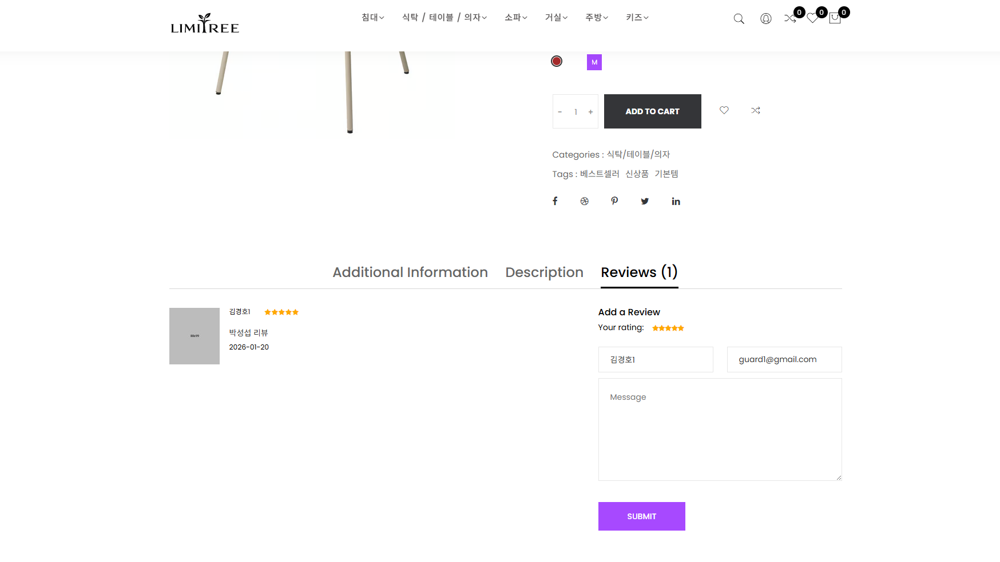 LIMITREE
침대 식탁 / 테이블 / 의자 소파 거실 주방 키즈
0 0 0
M
- 1 +
ADD TO CART
Categories : 식탁/테이블/의자
Tags : 베스트셀러 신상품 기본템
Additional Information Description Reviews (1)
88x99
김경호1
박성섭 리뷰
2026-01-20
Add a Review
Your rating:
김경호1
guard1@gmail.com
Message
SUBMIT